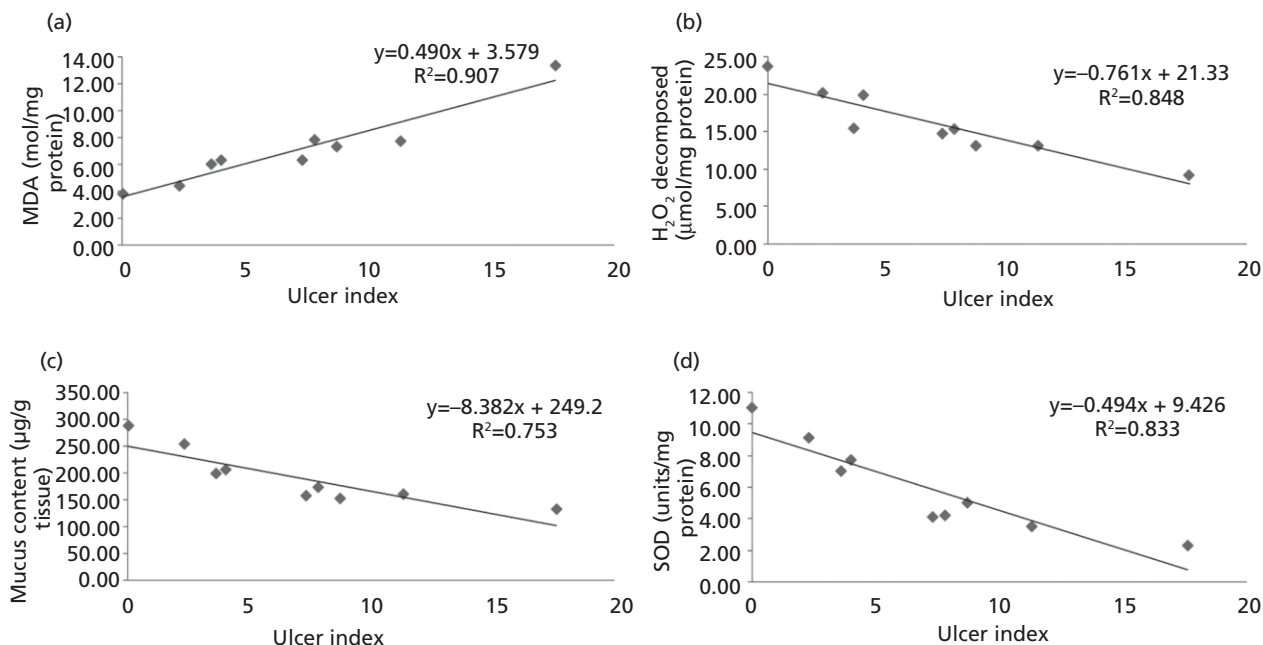 (a)
y=0.490x + 3.579
R²=0.907
MDA (mol/mg
protein)
14.00
12.00
10.00
8.00
6.00
4.00
2.00
0.00
0 5 10 15 20
Ulcer index
(b)
y=−0.761x + 21.33
R²=0.848
H₂O₂ decomposed
(µmol/mg protein)
25.00
20.00
15.00
10.00
5.00
0.00
0 5 10 15 20
Ulcer index
(c)
y=−8.382x + 249.2
R²=0.753
Mucus content (µg/g
tissue)
350.00
300.00
250.00
200.00
150.00
100.00
50.00
0.00
0 5 10 15 20
Ulcer index
(d)
y=−0.494x + 9.426
R²=0.833
SOD (units/mg
protein)
12.00
10.00
8.00
6.00
4.00
2.00
0.00
0 5 10 15 20
Ulcer index